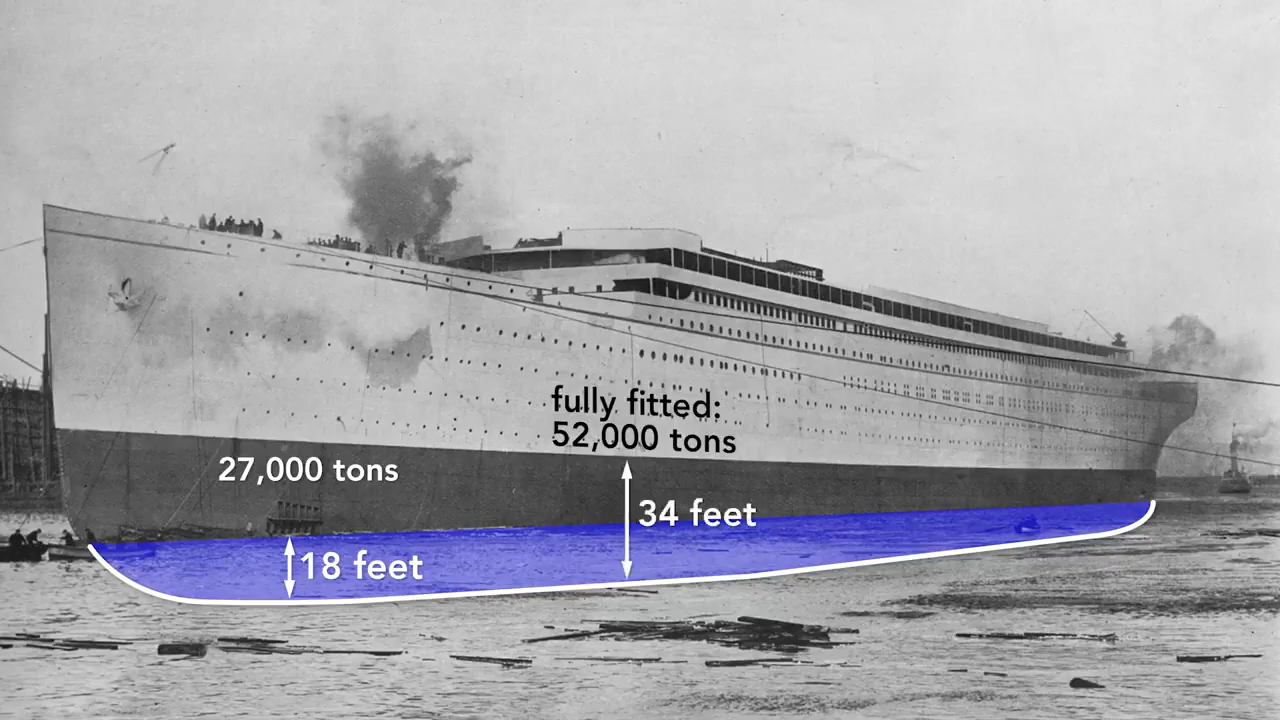 fully fitted:
52,000 tons
27,000 tons
34 feet
18 feet